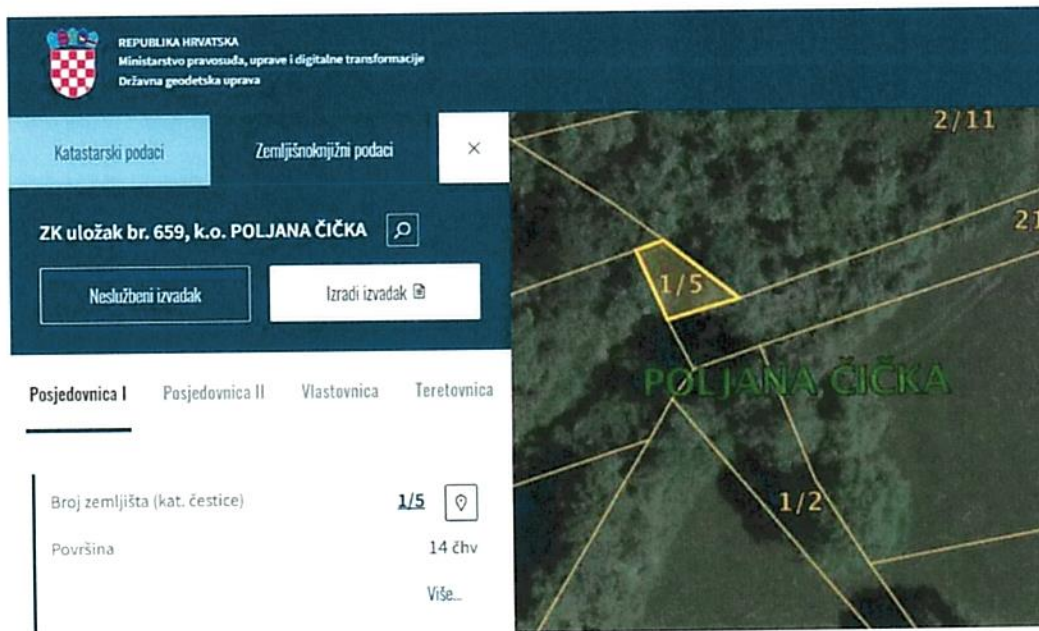 REPUBLIKA HRVATSKA
Ministarstvo pravosuđa, uprave i digitalne transformacije
Državna geodetska uprava
Katastarski podaci
Zemljišnoknjižni podaci
×
ZK uložak br. 659, k.o. POLJANA ČIČKA
Neslužbeni izvadak
Izradi izvadak
Posjedovnica I
Posjedovnica II
Vlastovnica
Teretovnica
Broj zemljišta (kat. čestice)
1/5
Površina
14 čhv
Više...
2/11
21
1/5
POLJANA ČIČKA
1/2